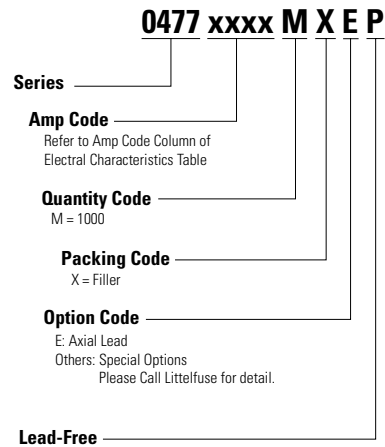 0477 xxxx M X E P
Series
Amp Code
Refer to Amp Code Column of
Electral Characteristics Table
Quantity Code
M = 1000
Packing Code
X = Filler
Option Code
E: Axial Lead
Others: Special Options
Please Call Littelfuse for detail.
Lead-Free